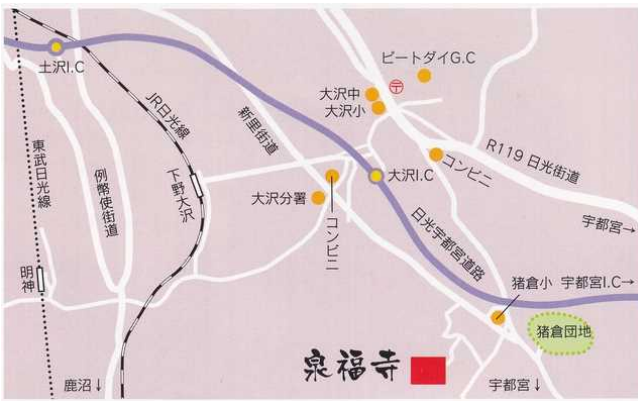 土沢I.C
ビートダイG.C
大沢中
〒
大沢小
JR日光線
新里街道
東武日光線
例幣使街道
下野大沢
大沢分署
コンビニ
大沢I.C
コンビニ
R119 日光街道
宇都宮→
日光宇都宮道路
明神
猪倉小
宇都宮I.C→
猪倉団地
泉福寺
鹿沼↓
宇都宮↓